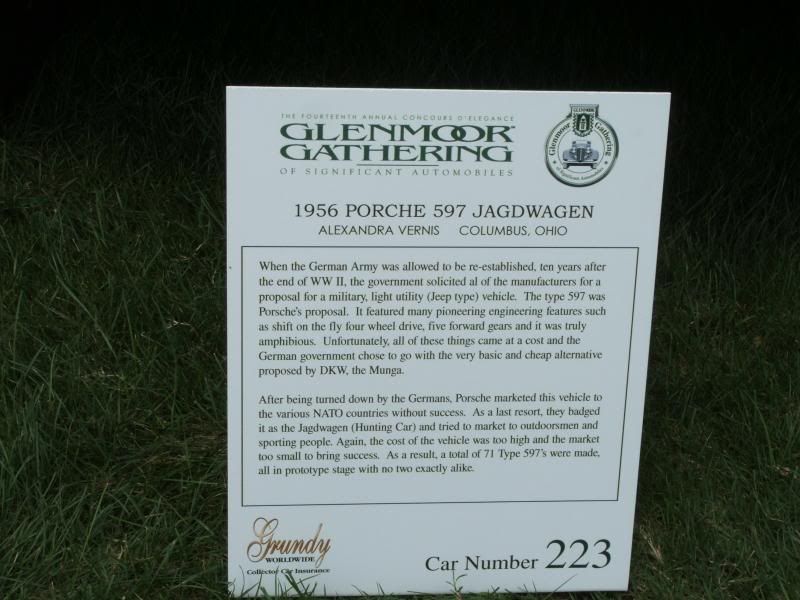 THE FOURTEENTH ANNUAL CONCOURS D'ELEGANCE
GLENMOOR
GATHERING
OF SIGNIFICANT AUTOMOBILES
GLENMOOR
Glenmoor Gathering
of Significant Automobiles
1956 PORCHE 597 JAGDWAGEN
ALEXANDRA VERNIS COLUMBUS, OHIO
When the German Army was allowed to be re-established, ten years after
the end of WW II, the government solicited al of the manufacturers for a
proposal for a military, light utility (Jeep type) vehicle. The type 597 was
Porsche's proposal. It featured many pioneering engineering features such
as shift on the fly four wheel drive, five forward gears and it was truly
amphibious. Unfortunately, all of these things came at a cost and the
German government chose to go with the very basic and cheap alternative
proposed by DKW, the Munga.
After being turned down by the Germans, Porsche marketed this vehicle to
the various NATO countries without success. As a last resort, they badged
it as the Jagdwagen (Hunting Car) and tried to market to outdoorsmen and
sporting people. Again, the cost of the vehicle was too high and the market
too small to bring success. As a result, a total of 71 Type 597's were made,
all in prototype stage with no two exactly alike.
Grundy
WORLDWIDE
Collector Car Insurance
Car Number 223